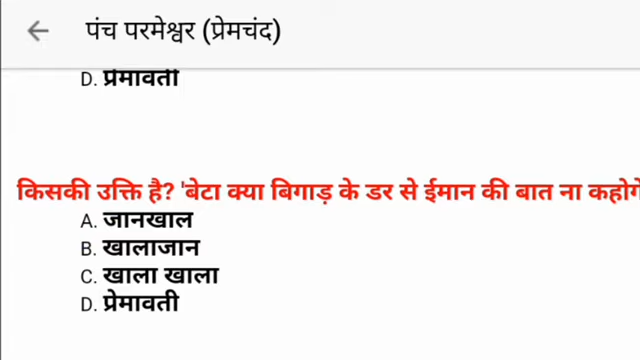 पंच परमेश्वर (प्रेमचंद)
D. प्रेमावती
किसकी उक्ति है? 'बेटा क्या बिगाड़ के डर से ईमान की बात ना कहोगे
A. जानखाल
B. खालाजान
C. खाला खाला
D. प्रेमावती